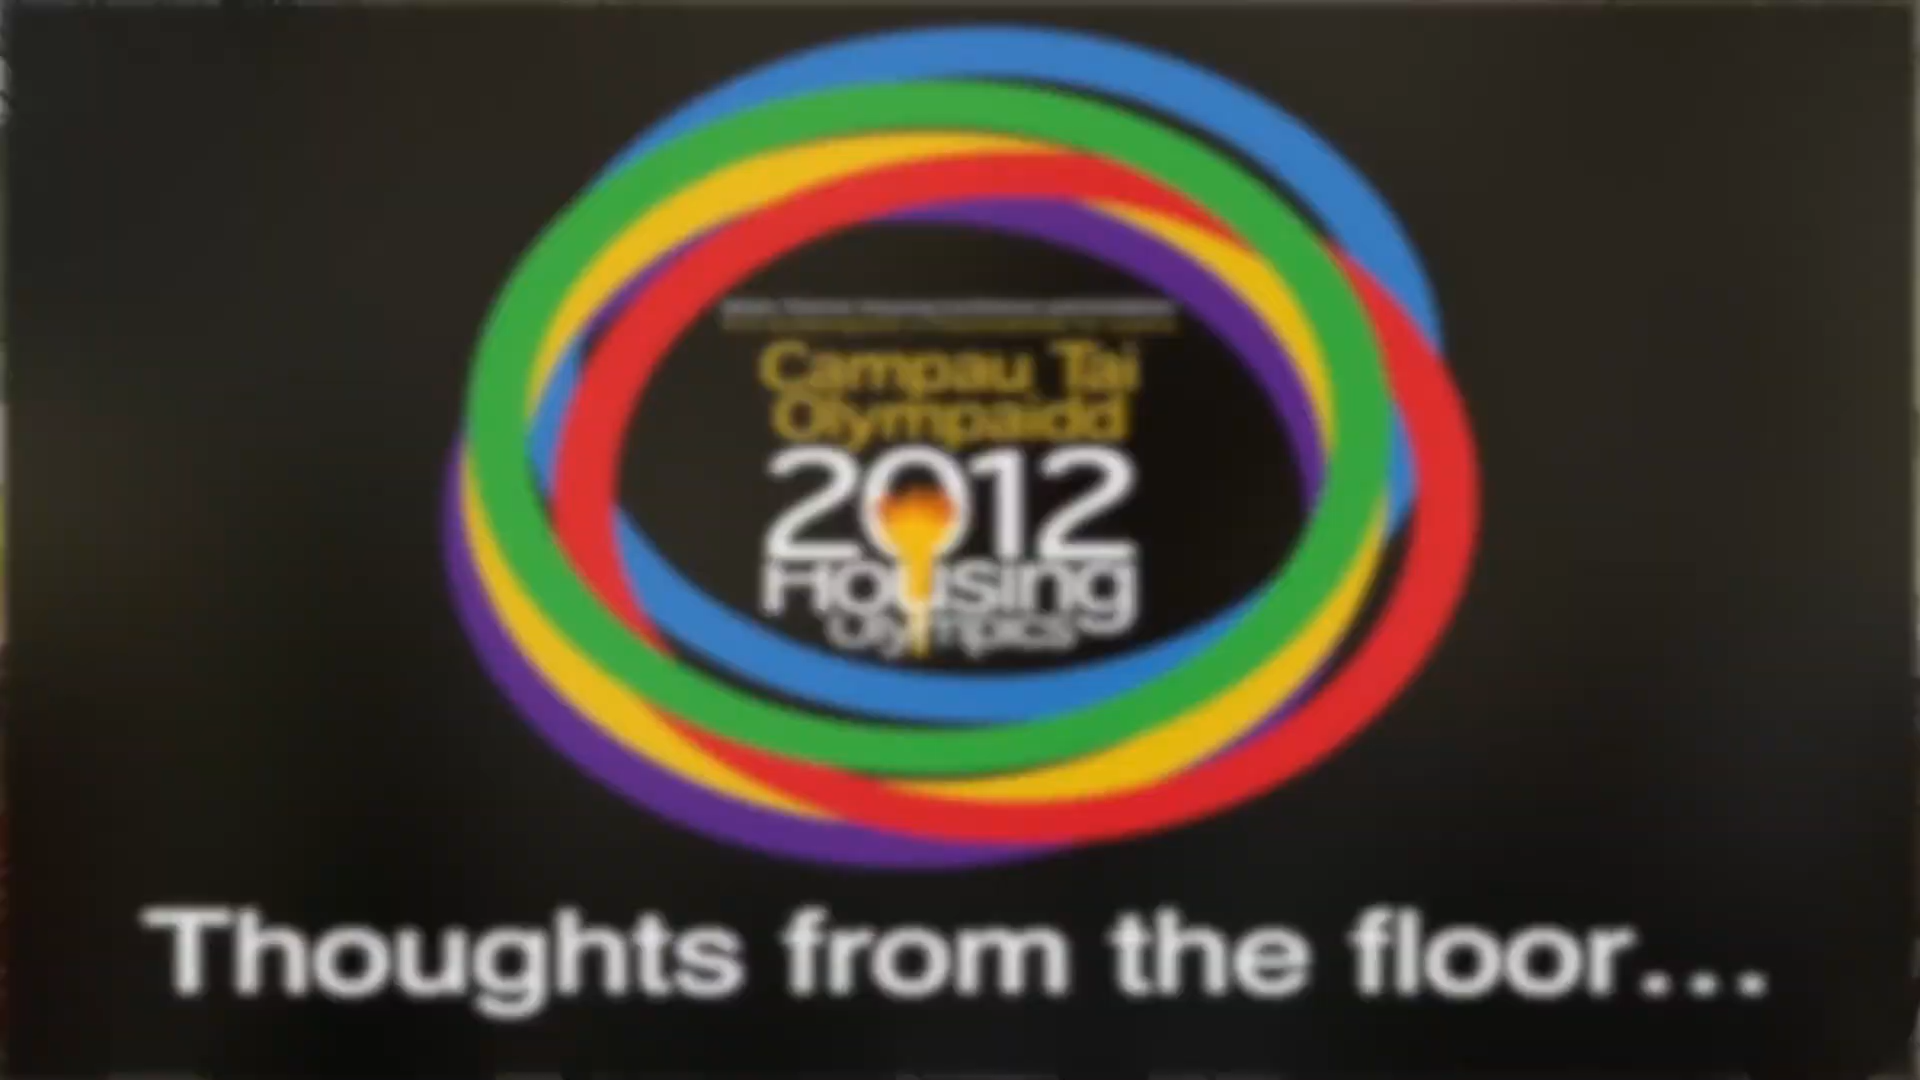 Campau Tai
Olympaidd
2012
Housing
Olympics
Thoughts from the floor...